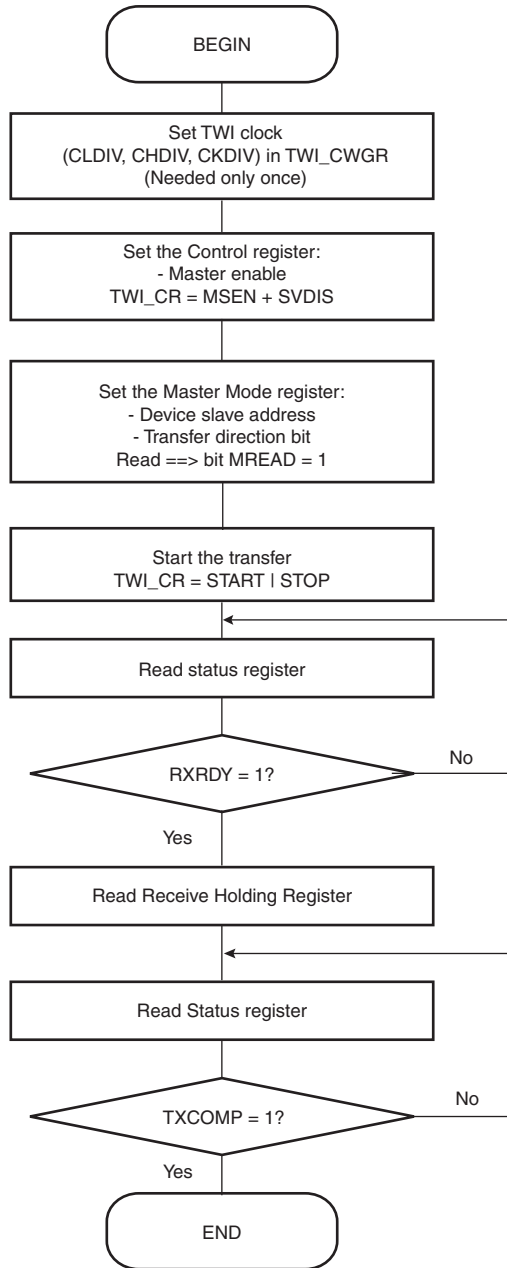 BEGIN
Set TWI clock
(CLDIV, CHDIV, CKDIV) in TWI_CWGR
(Needed only once)
Set the Control register:
- Master enable
TWI_CR = MSEN + SVDIS
Set the Master Mode register:
- Device slave address
- Transfer direction bit
Read ==> bit MREAD = 1
Start the transfer
TWI_CR = START | STOP
Read status register
RXRDY = 1?
No
Yes
Read Receive Holding Register
Read Status register
TXCOMP = 1?
No
Yes
END